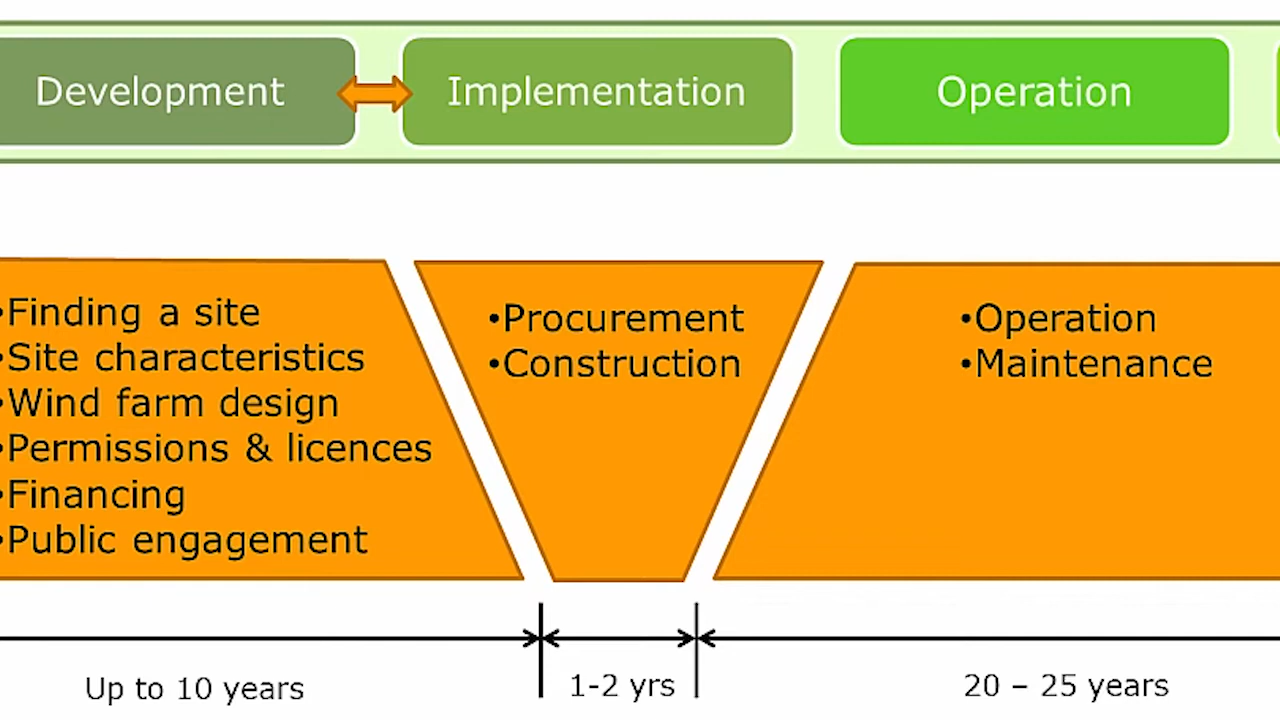 Development
Implementation
Operation
•Finding a site
•Site characteristics
•Wind farm design
•Permissions & licences
•Financing
•Public engagement
•Procurement
•Construction
•Operation
•Maintenance
Up to 10 years
1-2 yrs
20 – 25 years